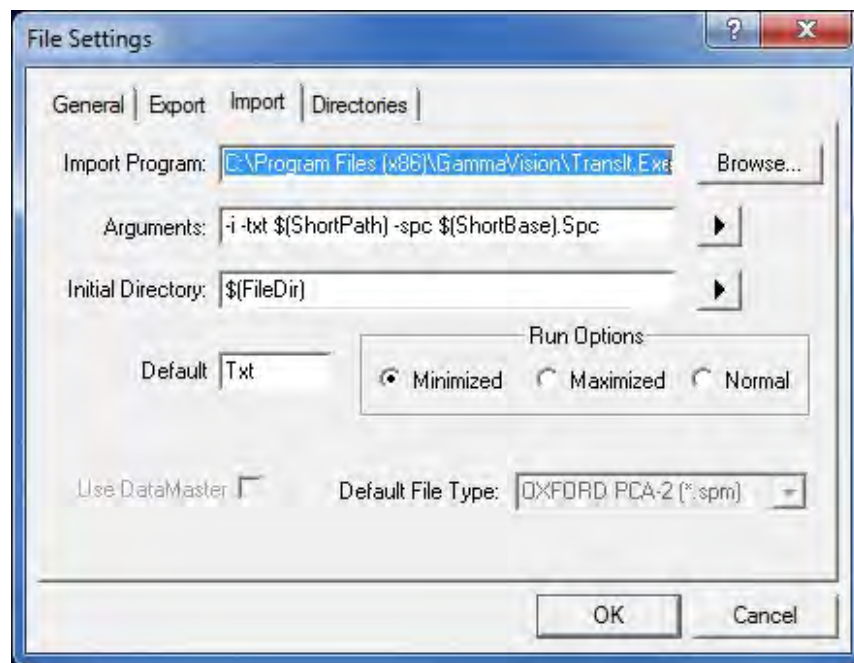 File Settings
?
X
General Export Import Directories
Import Program: C:\Program Files (x86)\GammaVision\TransIt.Exe Browse...
Arguments: -i -txt $(ShortPath) -spc $(ShortBase).Spc
Initial Directory: $(FileDir)
Run Options
Default Txt Minimized Maximized Normal
Use DataMaster Default File Type: OXFORD PCA-2 (*.spm)
OK Cancel